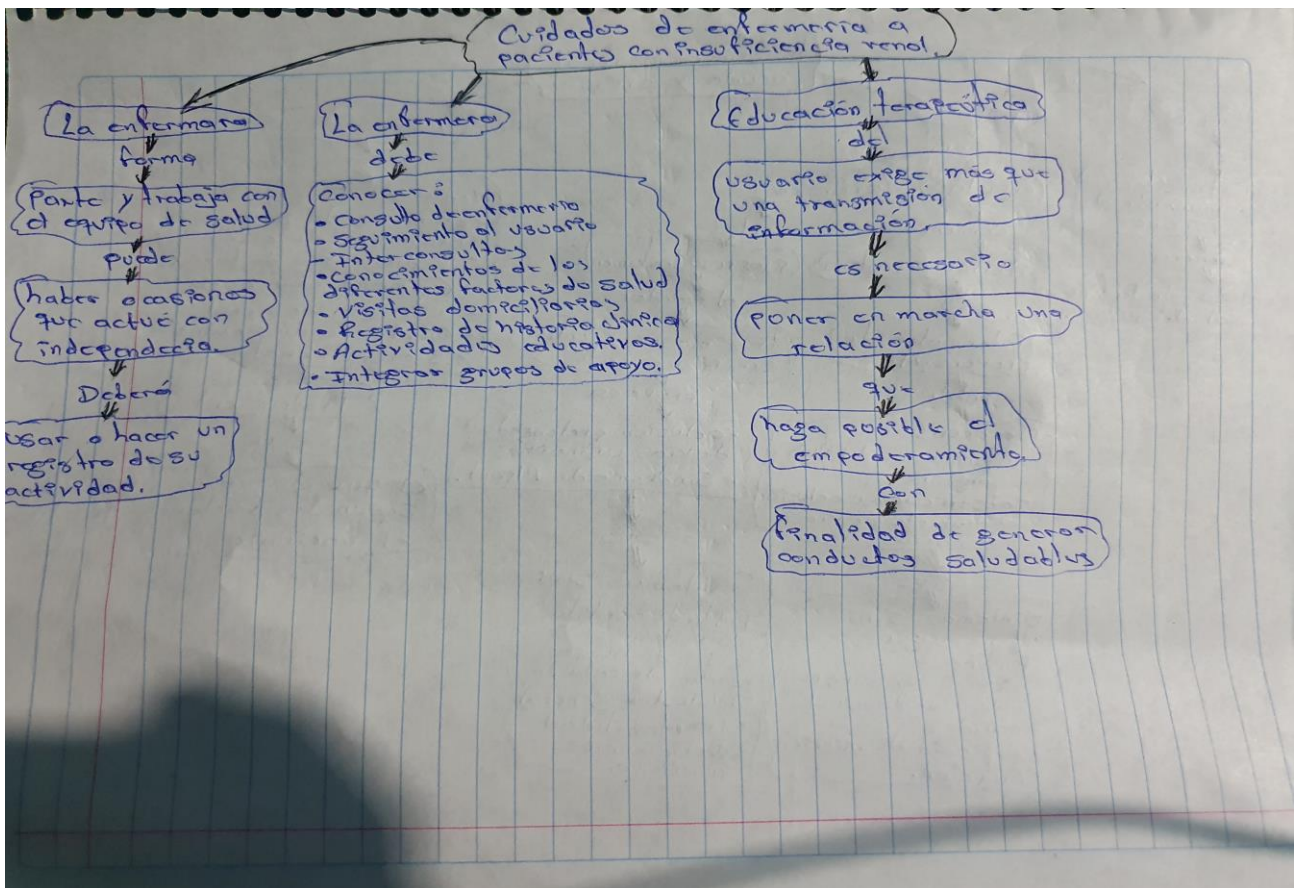 Cuidados de enfermería a
pacientes con insuficiencia renal.
La enfermera
forma
Parte y trabaja con
el equipo de salud
puede
haber ocasiones
que actué con
independecia.
Deberá
usar o hacer un
registro de su
actividad.
La enfermera
debe
Conocer:
• Consulta de enfermeria
• Seguimiento al usuario
- Interconsultas
• Conocimientos de los
diferentes factores de salud
• Visitas domiciliarias
• Registro de historia clinica
• Actividades educativas.
• Integrar grupos de apoyo.
Educación terapéutica
del
usuario exige más que
una transmisión de
información
es necesario
poner en marcha una
relación
que
haga posible el
empoderamiento.
Con
finalidad de generar
conductas saludables